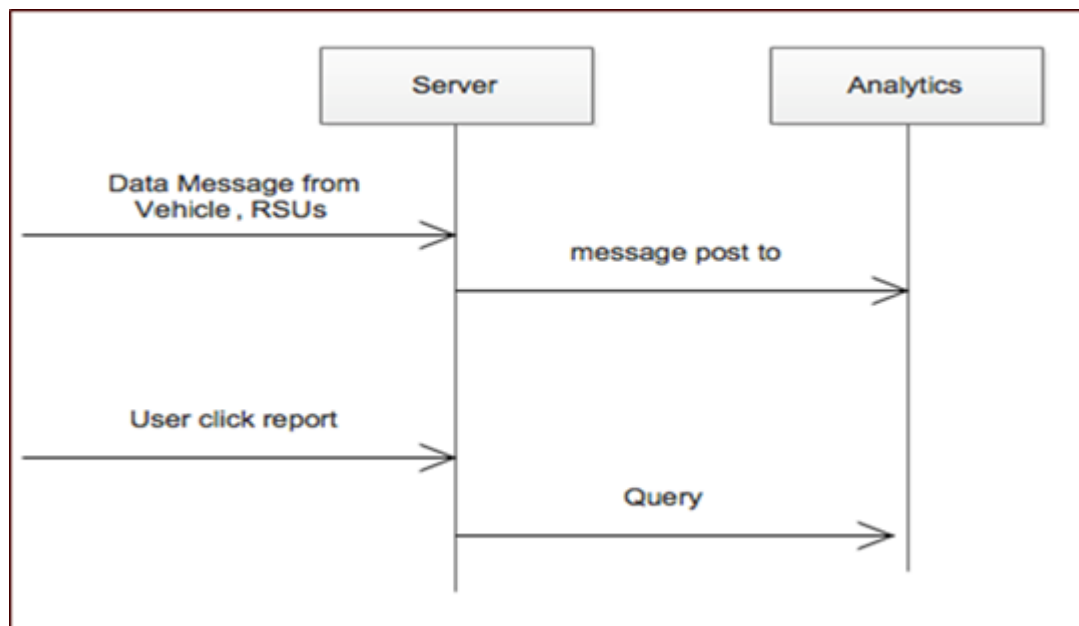 Server
Analytics
Data Message from
Vehicle , RSUs
message post to
User click report
Query